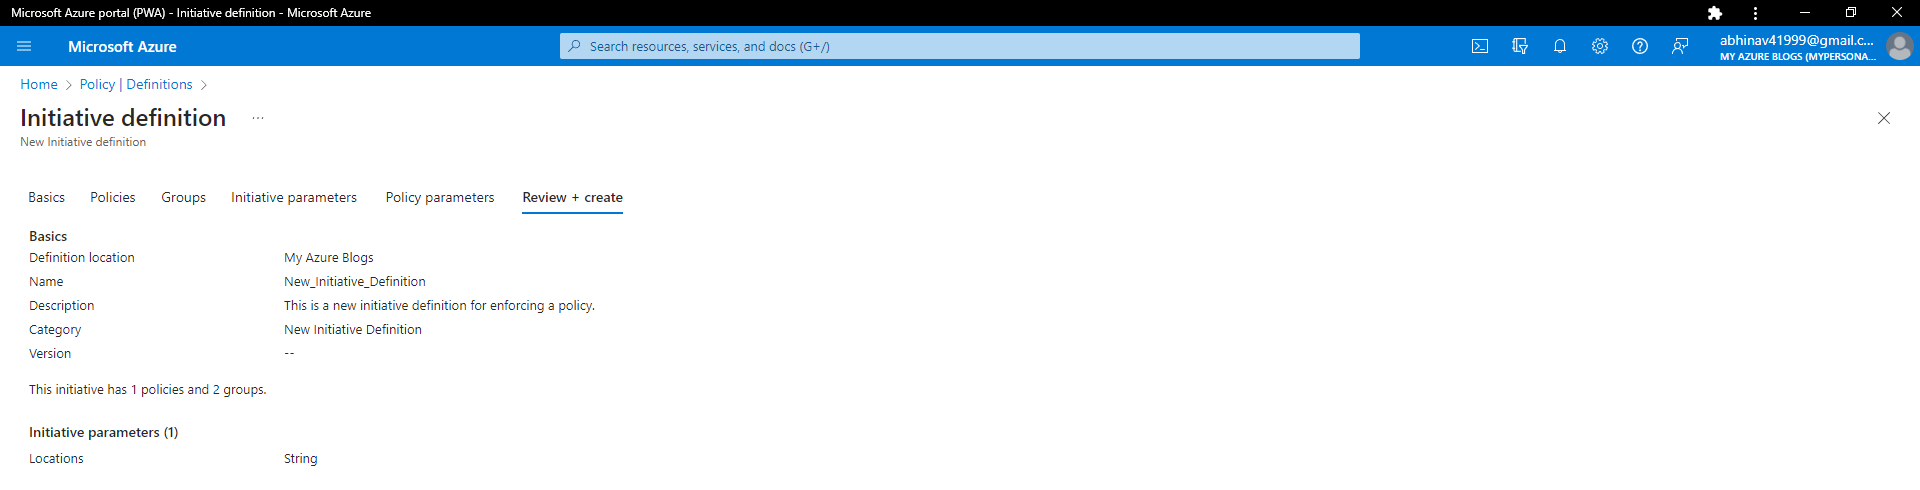 Microsoft Azure portal (PWA) - Initiative definition - Microsoft Azure
Microsoft Azure
Search resources, services, and docs (G+/)
abhinav41999@gmail.c...
MY AZURE BLOGS (MYPERSONA...
Home > Policy | Definitions >
Initiative definition ...
New Initiative definition
Basics Policies Groups Initiative parameters Policy parameters Review + create
Basics
Definition location My Azure Blogs
Name New_Initiative_Definition
Description This is a new initiative definition for enforcing a policy.
Category New Initiative Definition
Version --
This initiative has 1 policies and 2 groups.
Initiative parameters (1)
Locations String